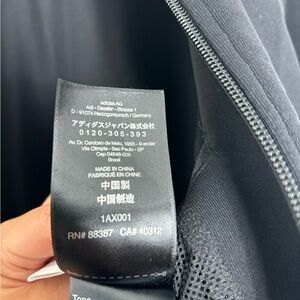 adidas AG
Adi - Dassler - Strasse 1
D - 91074 Herzogenaurach / Germany
アディダスジャパン株式会社
0120-305-393
Av. Dr. Cardoso de Melo, 1955 - 0 andar
Vila Olimpia - Sao Paulo - SP
Cep 04548-005
Brasil
MADE IN CHINA
FABRIQUÉ EN CHINE
中国製
中国制造
1AX001
RN# 88387 CA# 40312